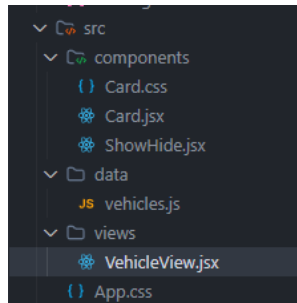 src
components
{ } Card.css
Card.jsx
ShowHide.jsx
data
JS vehicles.js
views
VehicleView.jsx
{ } App.css